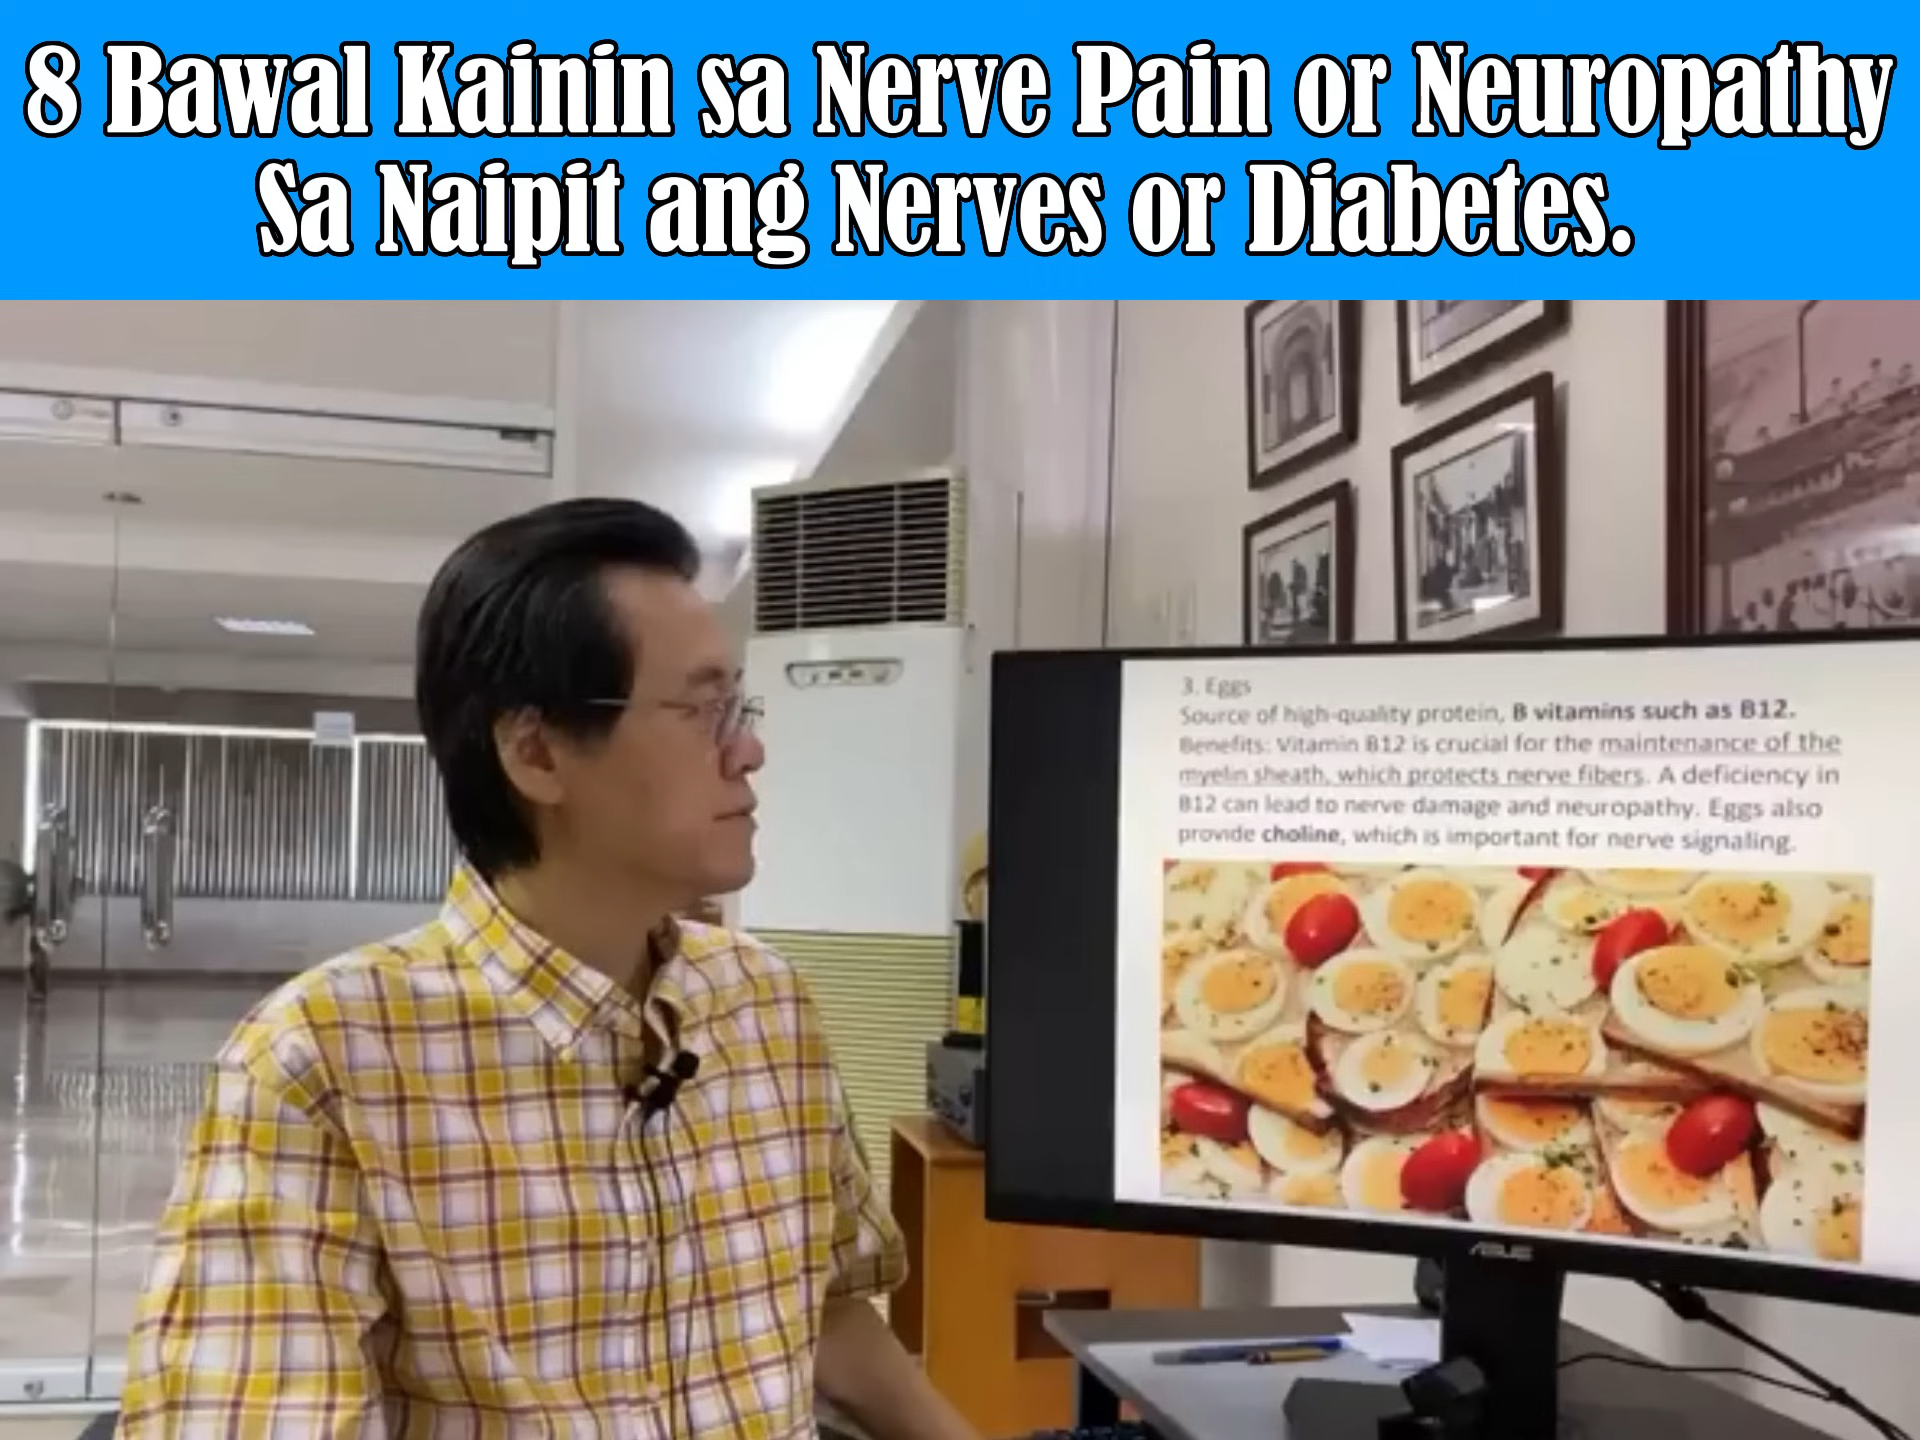 8 Bawal Kainin sa Nerve Pain or Neuropathy
Sa Naipit ang Nerves or Diabetes.
3. Eggs
Source of high-quality protein, B vitamins such as B12.
Benefits: Vitamin B12 is crucial for the maintenance of the
myelin sheath, which protects nerve fibers. A deficiency in
B12 can lead to nerve damage and neuropathy. Eggs also
provide choline, which is important for nerve signaling.
ASUS